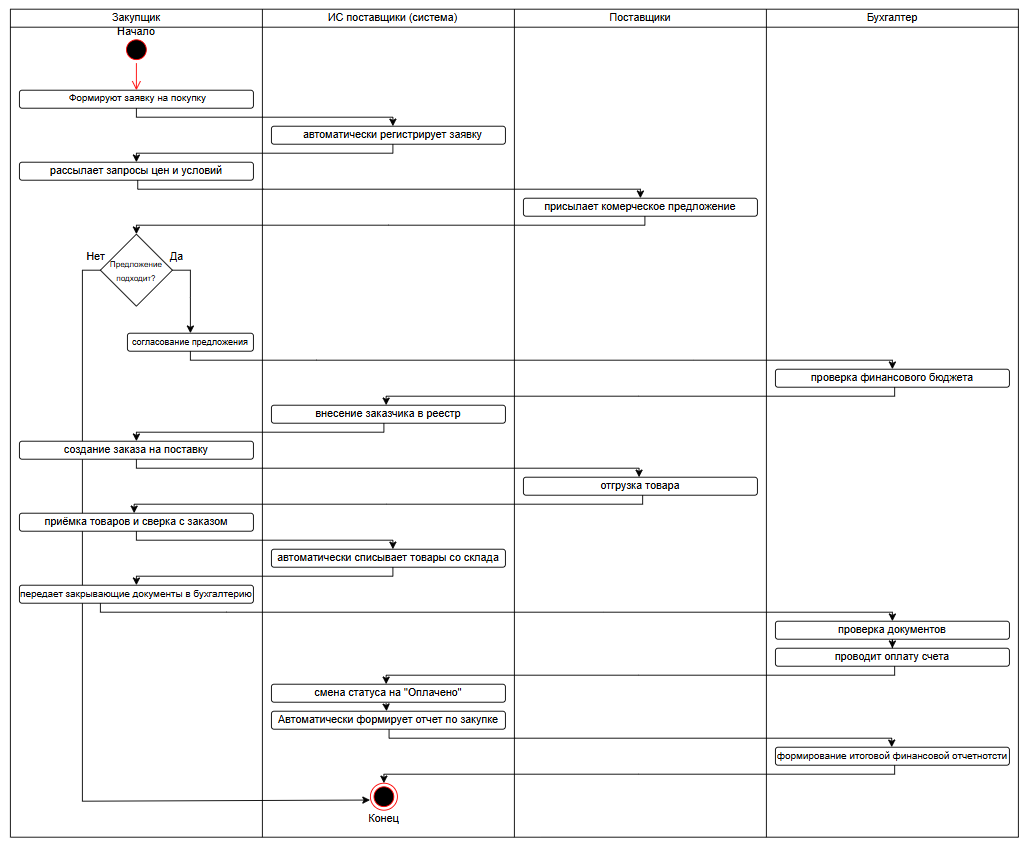 Закупщик
ИС поставщики (система)
Поставщики
Бухгалтер
Начало
Формируют заявку на покупку
автоматически регистрирует заявку
рассылает запросы цен и условий
присылает комерческое предложение
Нет
Да
Предложение
подходит?
согласование предложения
проверка финансового бюджета
внесение заказчика в реестр
создание заказа на поставку
отгрузка товара
приёмка товаров и сверка с заказом
автоматически списывает товары со склада
передает закрывающие документы в бухгалтерию
проверка документов
проводит оплату счета
смена статуса на "Оплачено"
Автоматически формирует отчет по закупке
формирование итоговой финансовой отчетнотсти
Конец